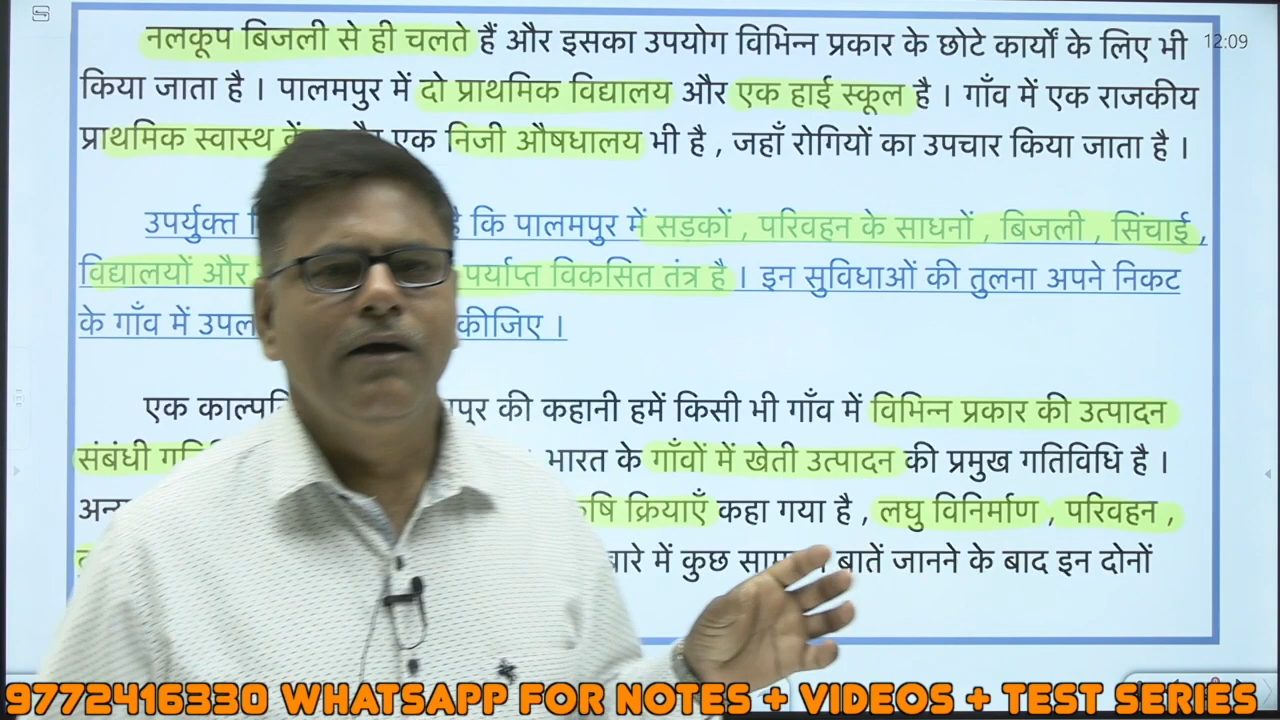 नलकूप बिजली से ही चलते हैं और इसका उपयोग विभिन्न प्रकार के छोटे कार्यों के लिए भी
12:09
किया जाता है । पालमपुर में दो प्राथमिक विद्यालय और एक हाई स्कूल है । गाँव में एक राजकीय
प्राथमिक स्वास्थ एक निजी औषधालय भी है , जहाँ रोगियों का उपचार किया जाता है ।
उपर्युक्त है कि पालमपुर में सड़कों , परिवहन के साधनों , बिजली , सिंचाई ,
विद्यालयों और पर्याप्त विकसित तंत्र है । इन सुविधाओं की तुलना अपने निकट
के गाँव में कीजिए ।
एक की कहानी हमें किसी भी गाँव में विभिन्न प्रकार की उत्पादन
संबंधी भारत के गाँवों में खेती उत्पादन की प्रमुख गतिविधि है ।
क्रियाएँ कहा गया है , लघु विनिर्माण , परिवहन ,
बारे में कुछ बातें जानने के बाद इन दोनों
9772416330 WHATSAPP FOR NOTES + VIDEOS + TEST SERIES